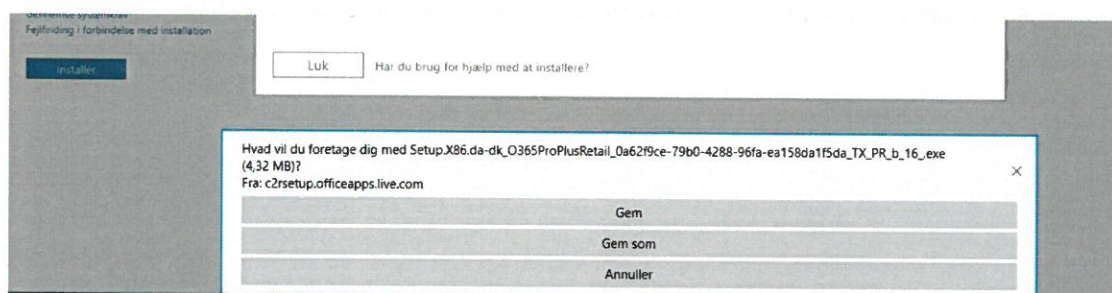 Gennemse systemkrav
Fejlfinding i forbindelse med installation
Installer
Luk
Har du brug for hjælp med at installere?
Hvad vil du foretage dig med Setup.X86.da-dk_O365ProPlusRetail_0a62f9ce-79b0-4288-96fa-ea158da1f5da_TX_PR_b_16_.exe
(4,32 MB)?
Fra: c2rsetup.officeapps.live.com
Gem
Gem som
Annuller